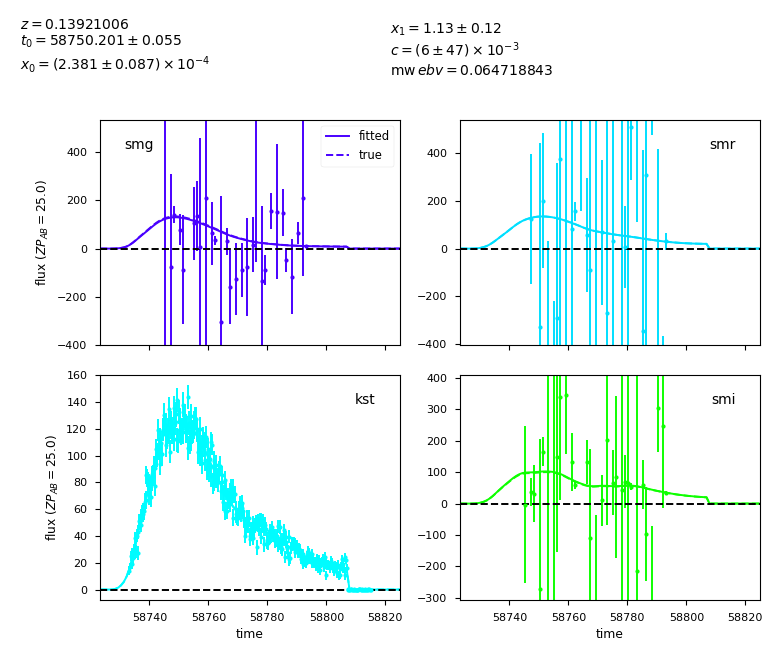 z = 0.13921006
t₀ = 58750.201 ± 0.055
x₀ = (2.381 ± 0.087) × 10⁻⁴
x₁ = 1.13 ± 0.12
c = (6 ± 47) × 10⁻³
mw ebv = 0.064718843
smg
fitted
true
400
200
0
−200
−400
flux (ZP_AB = 25.0)
smr
400
200
0
−200
−400
kst
160
140
120
100
80
60
40
20
0
flux (ZP_AB = 25.0)
58740 58760 58780 58800 58820
time
smi
400
300
200
100
0
−100
−200
−300
58740 58760 58780 58800 58820
time